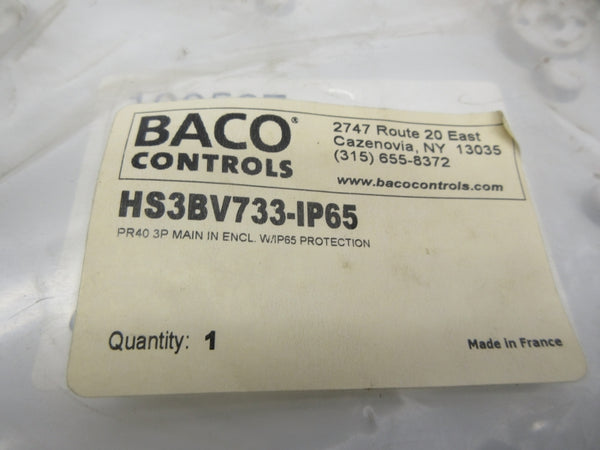 BACO®
CONTROLS
2747 Route 20 East
Cazenovia, NY 13035
(315) 655-8372
www.bacocontrols.com
HS3BV733-IP65
PR40 3P MAIN IN ENCL. W/IP65 PROTECTION
Quantity: 1
Made in France